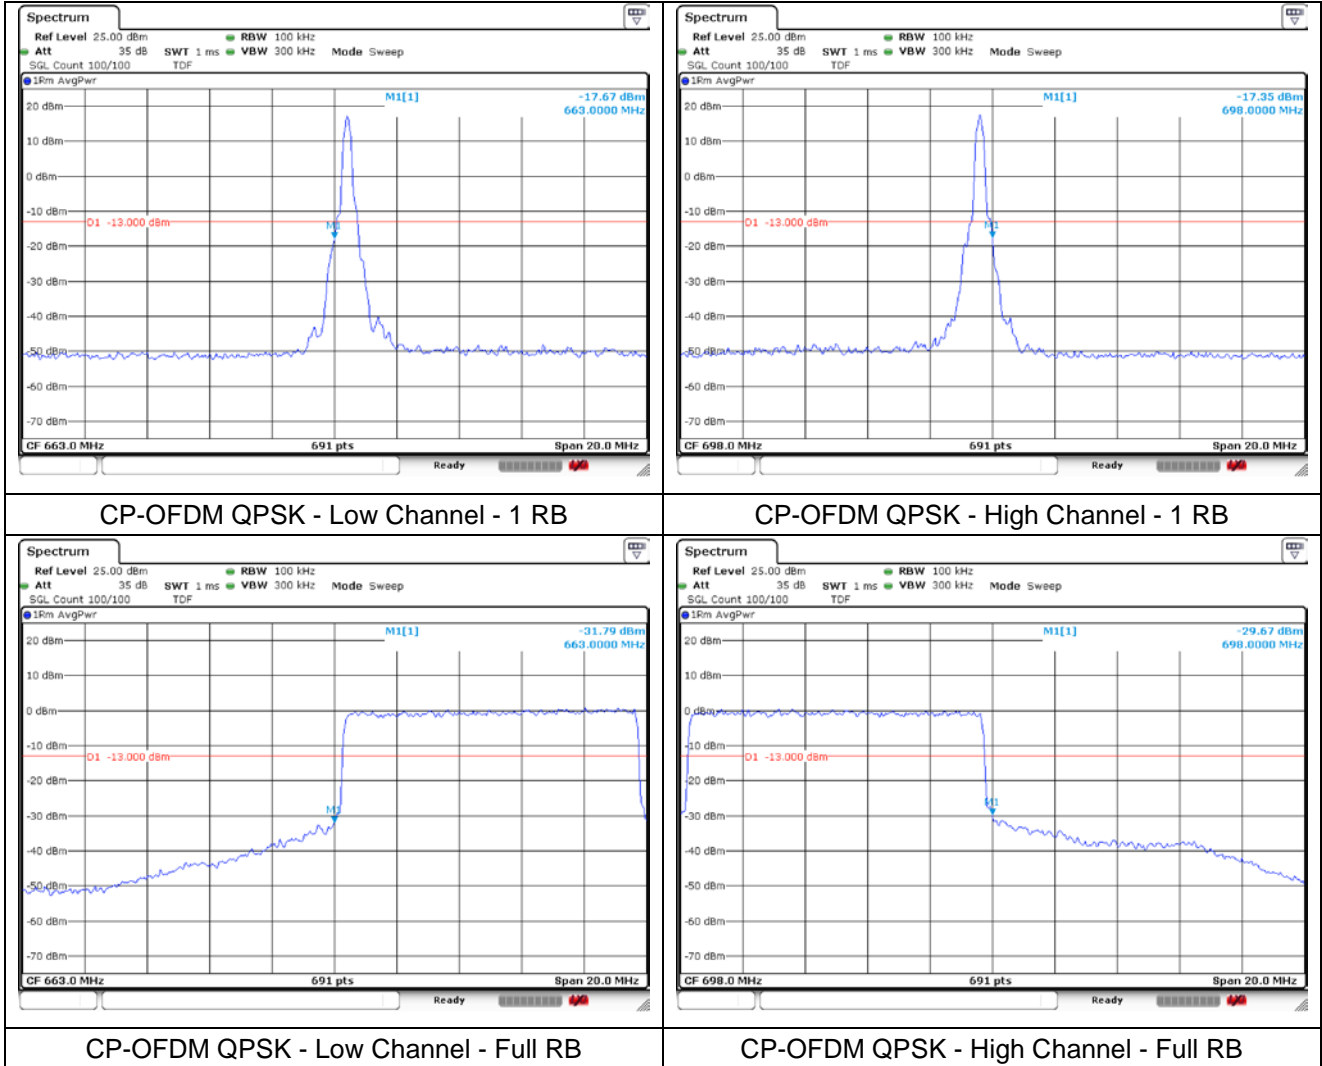 Spectrum
Ref Level 25.00 dBm RBW 100 kHz
Att 35 dB SWT 1 ms VBW 300 kHz Mode Sweep
SGL Count 100/100 TDF
1Rm AvgPwr
M1[1] -17.67 dBm
663.0000 MHz
20 dBm
10 dBm
0 dBm
-10 dBm
D1 -13.000 dBm
M1
-20 dBm
-30 dBm
-40 dBm
-50 dBm
-60 dBm
-70 dBm
CF 663.0 MHz 691 pts Span 20.0 MHz
Ready
CP-OFDM QPSK - Low Channel - 1 RB
Spectrum
Ref Level 25.00 dBm RBW 100 kHz
Att 35 dB SWT 1 ms VBW 300 kHz Mode Sweep
SGL Count 100/100 TDF
1Rm AvgPwr
M1[1] -17.35 dBm
698.0000 MHz
20 dBm
10 dBm
0 dBm
-10 dBm
D1 -13.000 dBm
M1
-20 dBm
-30 dBm
-40 dBm
-50 dBm
-60 dBm
-70 dBm
CF 698.0 MHz 691 pts Span 20.0 MHz
Ready
CP-OFDM QPSK - High Channel - 1 RB
Spectrum
Ref Level 25.00 dBm RBW 100 kHz
Att 35 dB SWT 1 ms VBW 300 kHz Mode Sweep
SGL Count 100/100 TDF
1Rm AvgPwr
M1[1] -31.79 dBm
663.0000 MHz
20 dBm
10 dBm
0 dBm
-10 dBm
D1 -13.000 dBm
-20 dBm
-30 dBm
M1
-40 dBm
-50 dBm
-60 dBm
-70 dBm
CF 663.0 MHz 691 pts Span 20.0 MHz
Ready
CP-OFDM QPSK - Low Channel - Full RB
Spectrum
Ref Level 25.00 dBm RBW 100 kHz
Att 35 dB SWT 1 ms VBW 300 kHz Mode Sweep
SGL Count 100/100 TDF
1Rm AvgPwr
M1[1] -29.67 dBm
698.0000 MHz
20 dBm
10 dBm
0 dBm
-10 dBm
D1 -13.000 dBm
-20 dBm
M1
-30 dBm
-40 dBm
-50 dBm
-60 dBm
-70 dBm
CF 698.0 MHz 691 pts Span 20.0 MHz
Ready
CP-OFDM QPSK - High Channel - Full RB